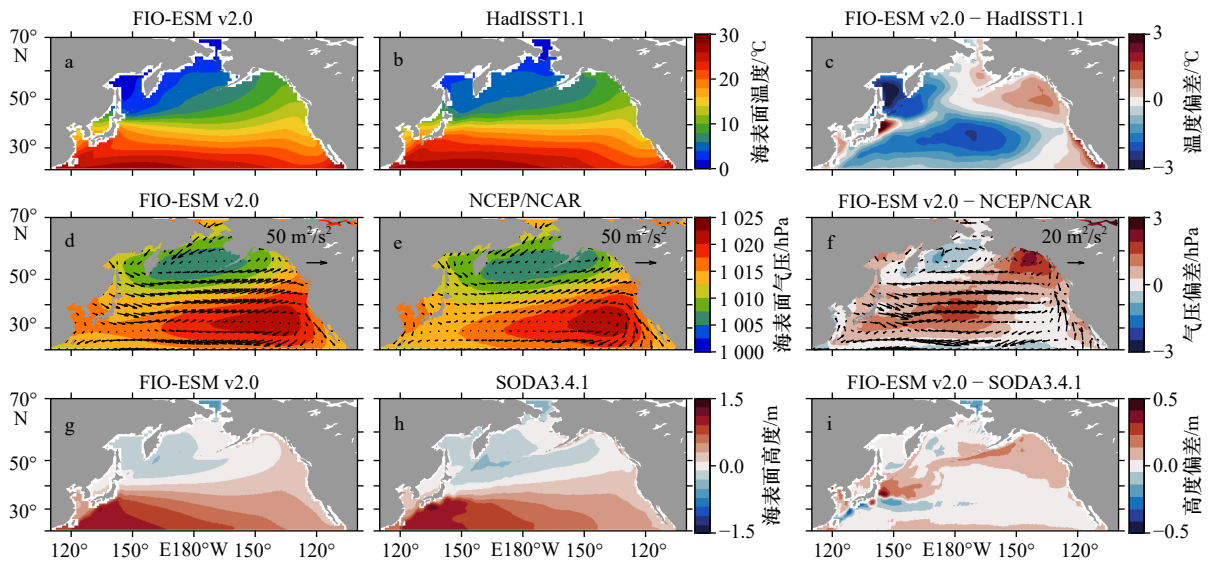 FIO-ESM v2.0 HadISST1.1 FIO-ESM v2.0 − HadISST1.1
70° N 50° 30°
a b c
30 20 10 0 海表面温度/℃
3 0 −3 温度偏差/℃
FIO-ESM v2.0 NCEP/NCAR FIO-ESM v2.0 − NCEP/NCAR
70° N 50° 30°
d 50 m²/s² e 50 m²/s² f 20 m²/s²
1 025 1 020 1 015 1 010 1 005 1 000 海表面气压/hPa
3 0 −3 气压偏差/hPa
FIO-ESM v2.0 SODA3.4.1 FIO-ESM v2.0 − SODA3.4.1
70° N 50° 30°
g h i
1.5 0.0 −1.5 海表面高度/m
0.5 0.0 −0.5 高度偏差/m
120° 150° E180°W 150° 120° 120° 150° E180°W 150° 120° 120° 150° E180°W 150° 120°